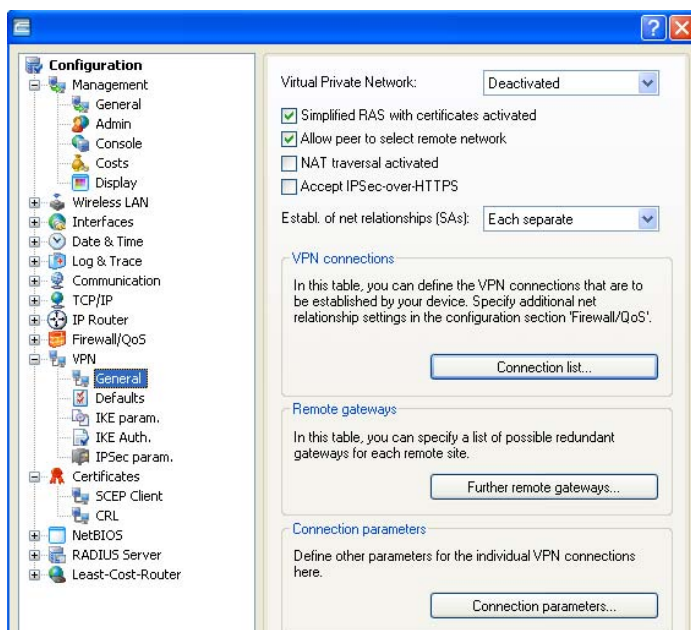 Configuration
Management
General
Admin
Console
Costs
Display
Wireless LAN
Interfaces
Date & Time
Log & Trace
Communication
TCP/IP
IP Router
Firewall/QoS
VPN
General
Defaults
IKE param.
IKE Auth.
IPSec param.
Certificates
SCEP Client
CRL
NetBIOS
RADIUS Server
Least-Cost-Router
Virtual Private Network: Deactivated
Simplified RAS with certificates activated
Allow peer to select remote network
NAT traversal activated
Accept IPSec-over-HTTPS
Establ. of net relationships (SAs): Each separate
VPN connections
In this table, you can define the VPN connections that are to
be established by your device. Specify additional net
relationship settings in the configuration section 'Firewall/QoS'.
Connection list...
Remote gateways
In this table, you can specify a list of possible redundant
gateways for each remote site.
Further remote gateways...
Connection parameters
Define other parameters for the individual VPN connections
here.
Connection parameters...